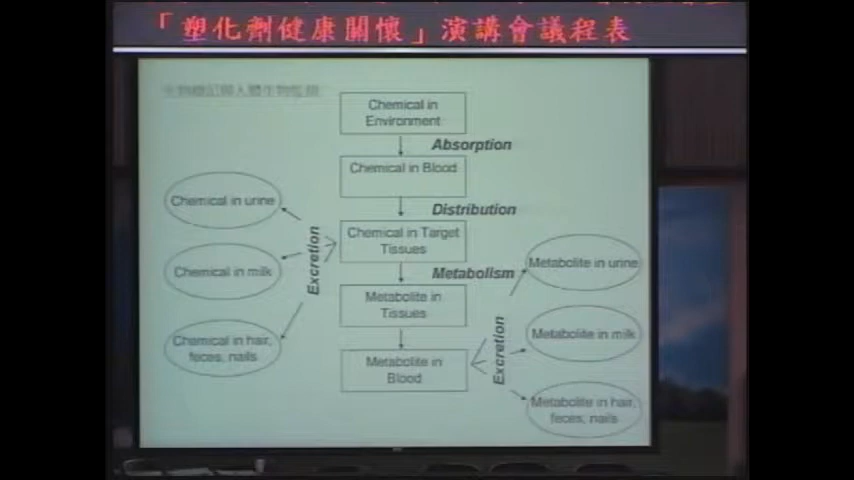 「塑化劑健康關懷」演講會議程表
Chemical in
Environment
Absorption
Chemical in Blood
Distribution
Chemical in Target
Tissues
Metabolism
Metabolite in
Tissues
Metabolite in
Blood
Excretion
Chemical in urine
Chemical in milk
Chemical in hair,
feces, nails
Excretion
Metabolite in urine
Metabolite in milk
Metabolite in hair,
feces, nails